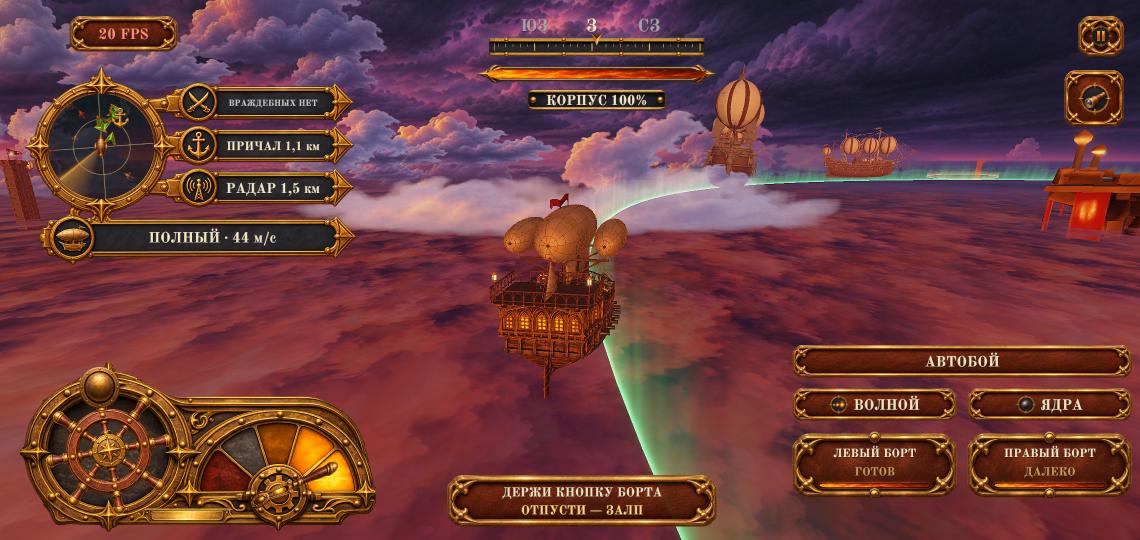 20 FPS
ЮЗ З СЗ
КОРПУС 100%
ВРАЖДЕБНЫХ НЕТ
ПРИЧАЛ 1,1 км
РАДАР 1,5 км
ПОЛНЫЙ · 44 м/с
АВТОБОЙ
ВОЛНОЙ
ЯДРА
ЛЕВЫЙ БОРТ
ГОТОВ
ПРАВЫЙ БОРТ
ДАЛЕКО
ДЕРЖИ КНОПКУ БОРТА
ОТПУСТИ — ЗАЛП